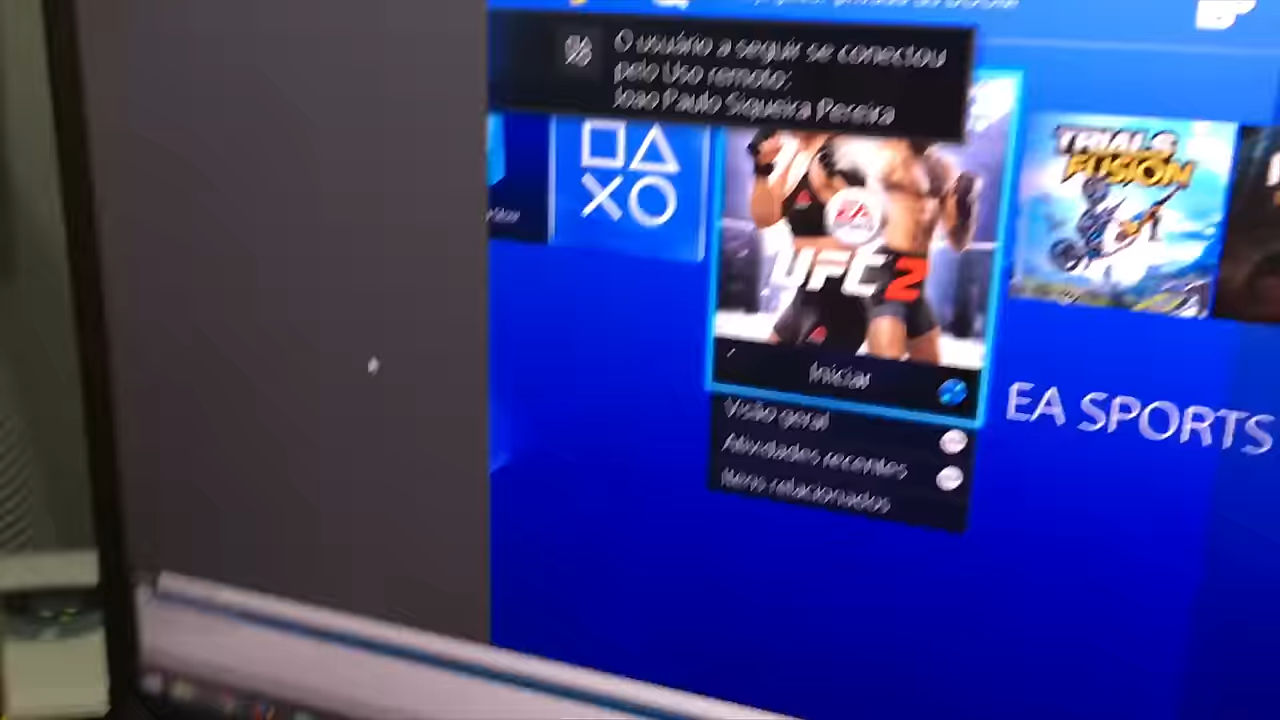 O usuário a seguir se conectou
pelo Uso remoto:
Joao Paulo Siqueira Pereira
TRIALS
FUSION
EA
UFC 2
Iniciar
EA SPORTS
Visão geral
Atividades recentes
Itens relacionados